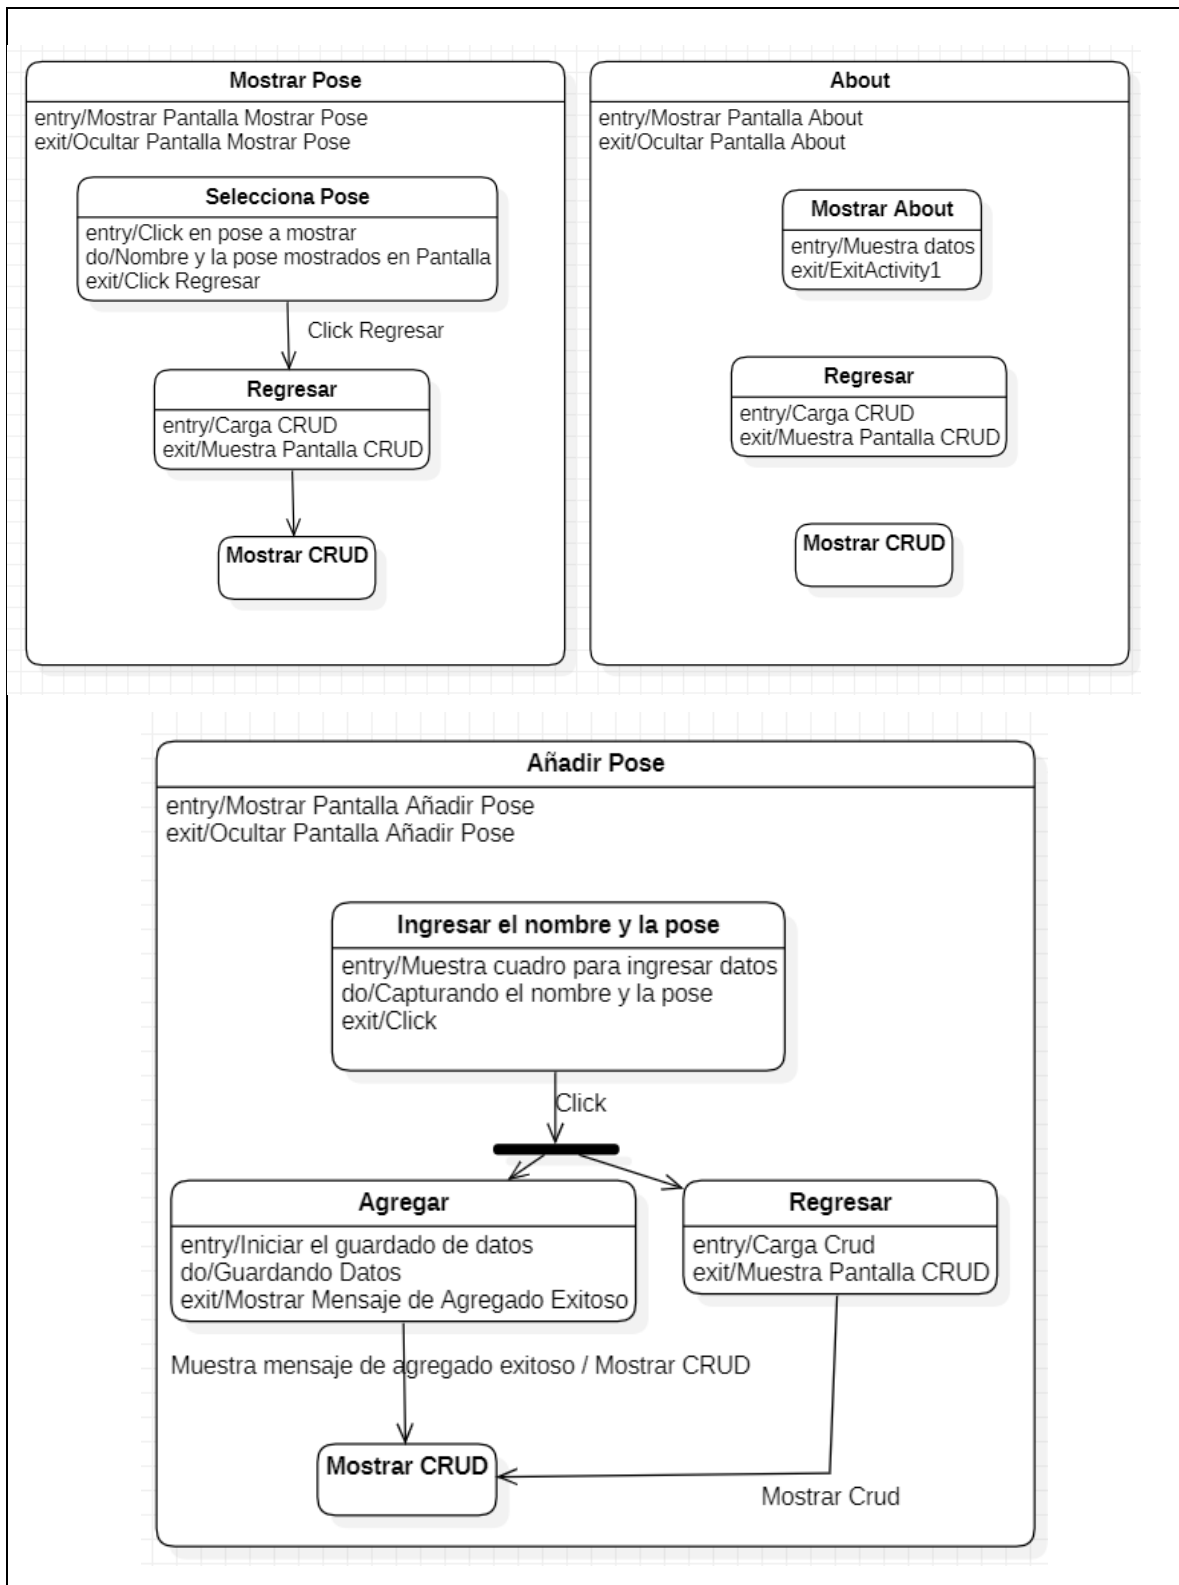 Mostrar Pose
entry/Mostrar Pantalla Mostrar Pose
exit/Ocultar Pantalla Mostrar Pose
Selecciona Pose
entry/Click en pose a mostrar
do/Nombre y la pose mostrados en Pantalla
exit/Click Regresar
Click Regresar
Regresar
entry/Carga CRUD
exit/Muestra Pantalla CRUD
Mostrar CRUD
About
entry/Mostrar Pantalla About
exit/Ocultar Pantalla About
Mostrar About
entry/Muestra datos
exit/ExitActivity1
Regresar
entry/Carga CRUD
exit/Muestra Pantalla CRUD
Mostrar CRUD
Añadir Pose
entry/Mostrar Pantalla Añadir Pose
exit/Ocultar Pantalla Añadir Pose
Ingresar el nombre y la pose
entry/Muestra cuadro para ingresar datos
do/Capturando el nombre y la pose
exit/Click
Click
Agregar
entry/Iniciar el guardado de datos
do/Guardando Datos
exit/Mostrar Mensaje de Agregado Exitoso
Regresar
entry/Carga Crud
exit/Muestra Pantalla CRUD
Muestra mensaje de agregado exitoso / Mostrar CRUD
Mostrar CRUD
Mostrar Crud